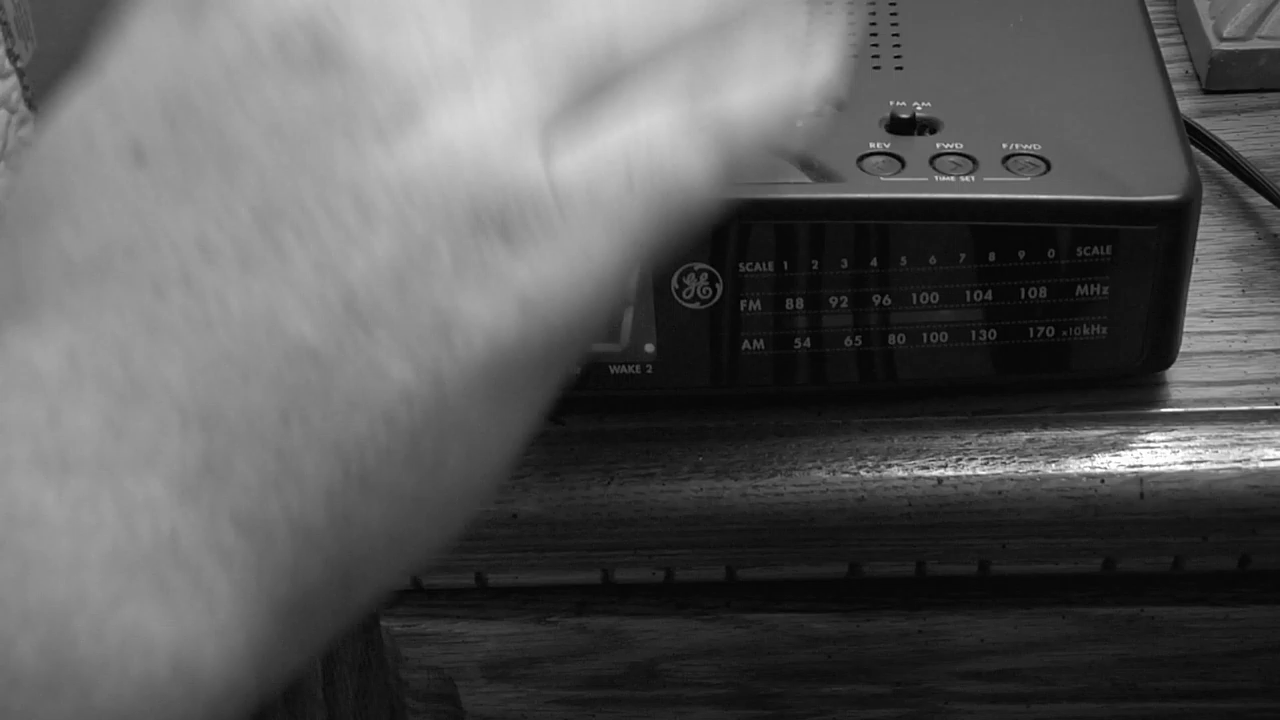 FM AM
REV FWD F/FWD
TIME SET
SCALE 1 2 3 4 5 6 7 8 9 0 SCALE
GE
FM 88 92 96 100 104 108 MHz
AM 54 65 80 100 130 170 x10kHz
WAKE 2